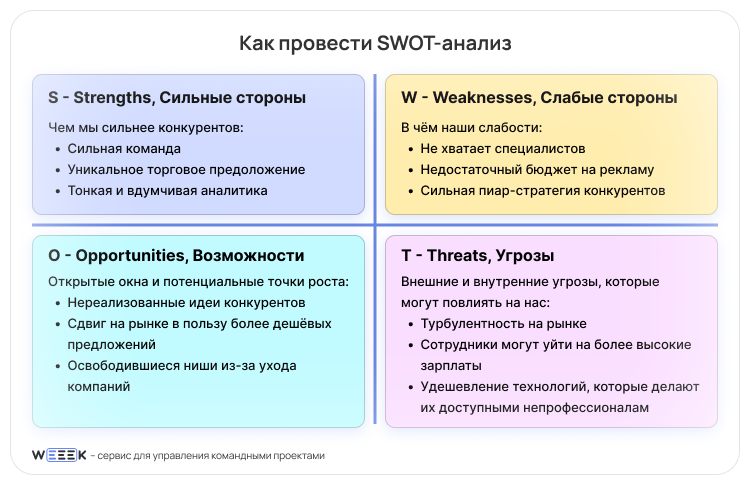 Как провести SWOT-анализ
S - Strengths, Сильные стороны
Чем мы сильнее конкурентов:
• Сильная команда
• Уникальное торговое предоложение
• Тонкая и вдумчивая аналитика
W - Weaknesses, Слабые стороны
В чём наши слабости:
• Не хватает специалистов
• Недостаточный бюджет на рекламу
• Сильная пиар-стратегия конкурентов
O - Opportunities, Возможности
Открытые окна и потенциальные точки роста:
• Нереализованные идеи конкурентов
• Сдвиг на рынке в пользу более дешёвых
предложений
• Освободившиеся ниши из-за ухода
компаний
T - Threats, Угрозы
Внешние и внутренние угрозы, которые
могут повлиять на нас:
• Турбулентность на рынке
• Сотрудники могут уйти на более высокие
зарплаты
• Удешевление технологий, которые делают
их доступными непрофессионалам
WEEEK – сервис для управления командными проектами